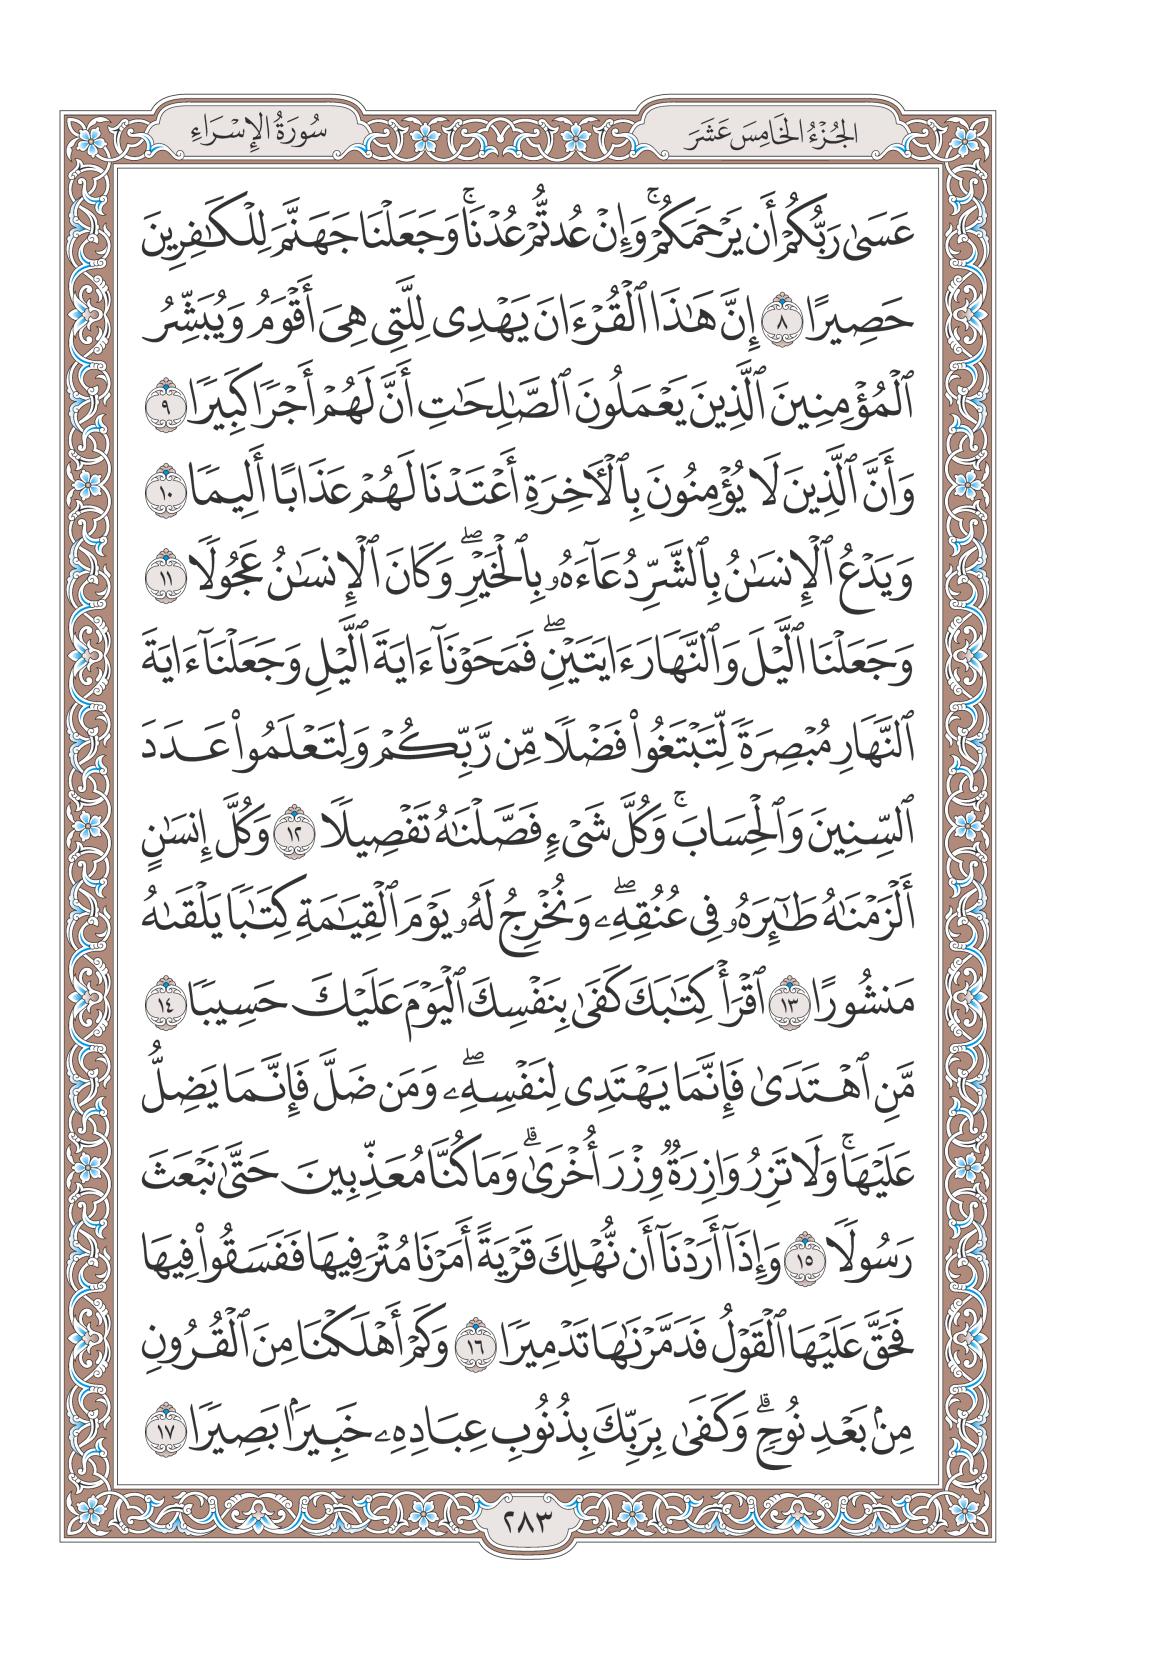 الجُزْءُ الخَامِسَ عَشَرَ
سُورَةُ الإِسْرَاءِ
عَسَىٰ رَبُّكُمْ أَن يَرْحَمَكُمْۚ وَإِنْ عُدتُّمْ عُدْنَاۚ وَجَعَلْنَا جَهَنَّمَ لِلْكَٰفِرِينَ
حَصِيرًا ٨ إِنَّ هَٰذَا ٱلْقُرْءَانَ يَهْدِى لِلَّتِى هِىَ أَقْوَمُ وَيُبَشِّرُ
ٱلْمُؤْمِنِينَ ٱلَّذِينَ يَعْمَلُونَ ٱلصَّٰلِحَٰتِ أَنَّ لَهُمْ أَجْرًا كَبِيرًا ٩
وَأَنَّ ٱلَّذِينَ لَا يُؤْمِنُونَ بِٱلْأَخِرَةِ أَعْتَدْنَا لَهُمْ عَذَابًا أَلِيمًا ١٠
وَيَدْعُ ٱلْإِنسَٰنُ بِٱلشَّرِّ دُعَآءَهُۥ بِٱلْخَيْرِۖ وَكَانَ ٱلْإِنسَٰنُ عَجُولًا ١١
وَجَعَلْنَا ٱلَّيْلَ وَٱلنَّهَارَ ءَايَتَيْنِۖ فَمَحَوْنَآ ءَايَةَ ٱلَّيْلِ وَجَعَلْنَآ ءَايَةَ
ٱلنَّهَارِ مُبْصِرَةً لِّتَبْتَغُوا۟ فَضْلًا مِّن رَّبِّكُمْ وَلِتَعْلَمُوا۟ عَدَدَ
ٱلسِّنِينَ وَٱلْحِسَابَۚ وَكُلَّ شَىْءٍ فَصَّلْنَٰهُ تَفْصِيلًا ١٢ وَكُلَّ إِنسَٰنٍ
أَلْزَمْنَٰهُ طَٰٓئِرَهُۥ فِى عُنُقِهِۦۖ وَنُخْرِجُ لَهُۥ يَوْمَ ٱلْقِيَٰمَةِ كِتَٰبًا يَلْقَىٰهُ
مَنشُورًا ١٣ ٱقْرَأْ كِتَٰبَكَ كَفَىٰ بِنَفْسِكَ ٱلْيَوْمَ عَلَيْكَ حَسِيبًا ١٤
مَّنِ ٱهْتَدَىٰ فَإِنَّمَا يَهْتَدِى لِنَفْسِهِۦۖ وَمَن ضَلَّ فَإِنَّمَا يَضِلُّ
عَلَيْهَاۚ وَلَا تَزِرُ وَازِرَةٌ وِزْرَ أُخْرَىٰۗ وَمَا كُنَّا مُعَذِّبِينَ حَتَّىٰ نَبْعَثَ
رَسُولًا ١٥ وَإِذَآ أَرَدْنَآ أَن نُّهْلِكَ قَرْيَةً أَمَرْنَا مُتْرَفِيهَا فَفَسَقُوا۟ فِيهَا
فَحَقَّ عَلَيْهَا ٱلْقَوْلُ فَدَمَّرْنَٰهَا تَدْمِيرًا ١٦ وَكَمْ أَهْلَكْنَا مِنَ ٱلْقُرُونِ
مِنۢ بَعْدِ نُوحٍۗ وَكَفَىٰ بِرَبِّكَ بِذُنُوبِ عِبَادِهِۦ خَبِيرَۢا بَصِيرًا ١٧
٢٨٣